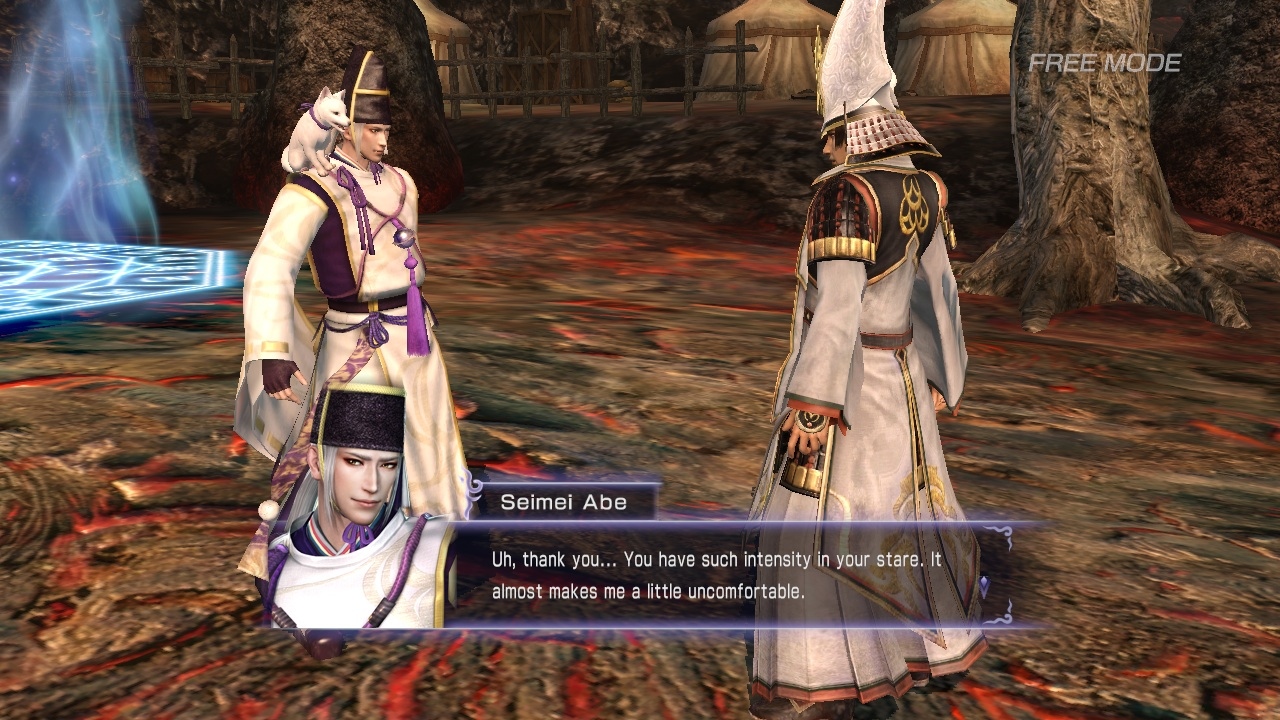 FREE MODE
Seimei Abe
Uh, thank you... You have such intensity in your stare. It
almost makes me a little uncomfortable.